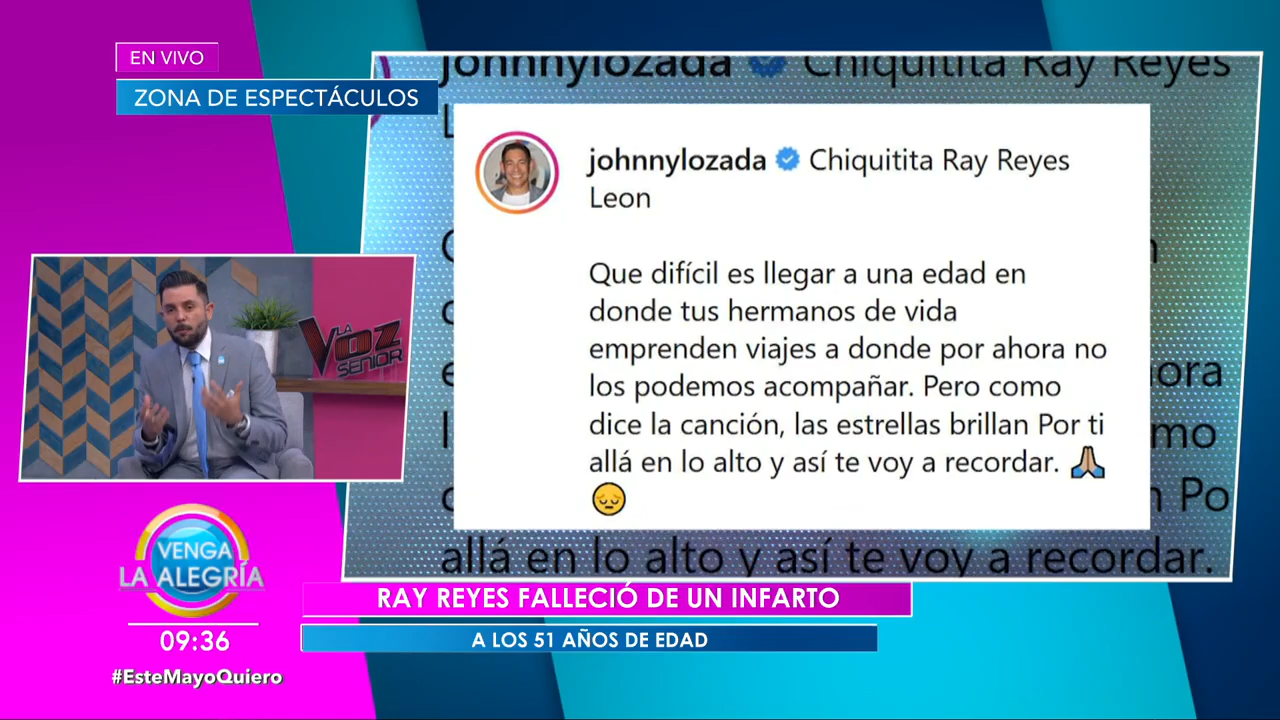 EN VIVO
ZONA DE ESPECTÁCULOS
johnnylozada Chiquitita Ray Reyes
johnnylozada Chiquitita Ray Reyes
Leon
Que difícil es llegar a una edad en
donde tus hermanos de vida
emprenden viajes a donde por ahora no
los podemos acompañar. Pero como
dice la canción, las estrellas brillan Por ti
allá en lo alto y así te voy a recordar. 🙏🏼
😔
allá en lo alto y así te voy a recordar.
LA
VOZ
SENIOR
VENGA
LA ALEGRÍA
09:36
#EsteMayoQuiero
RAY REYES FALLECIÓ DE UN INFARTO
A LOS 51 AÑOS DE EDAD